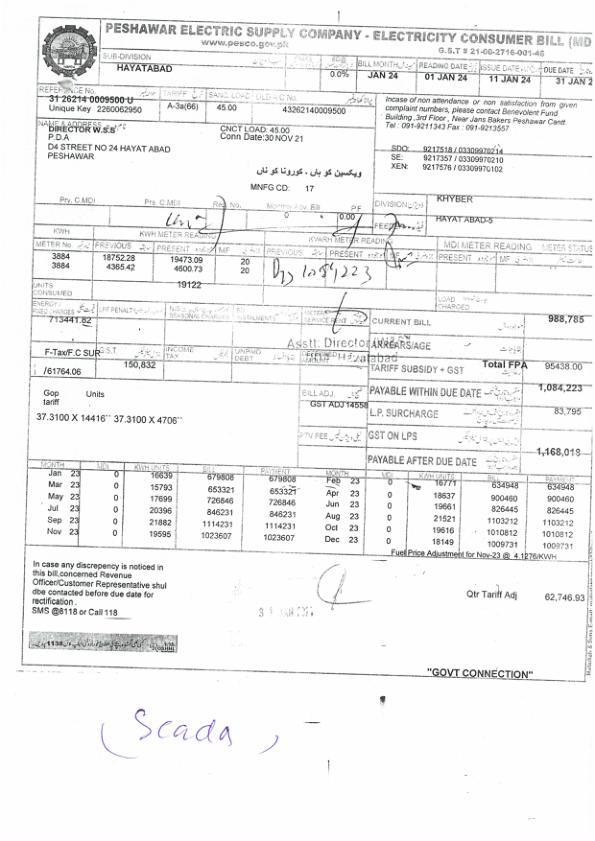 PESHAWAR ELECTRIC SUPPLY COMPANY - ELECTRICITY CONSUMER BILL (MD
www.pesco.gov.pk
G.S.T # 21-00-2716-001-46
SUB-DIVISION
HAYATABAD
0.0%
BILL MONTH
JAN 24
READING DATE
01 JAN 24
ISSUE DATE
11 JAN 24
DUE DATE
31 JAN 2
REFERENCE No.
31 26214 0009500 U
Unique Key 2260062950
TARIFF
A-3a(66)
SANC. LOAD
45.00
OLD A/C No.
43262140009500
Incase of non attendance or non satisfaction from given
complaint numbers, please contact Benevolent Fund
Building ,3rd Floor , Near Jans Bakers Peshawar Cantt.
Tel : 091-9211343 Fax : 091-9213557
NAME & ADDRESS
DIRECTOR W.S.S
P.D.A
D4 STREET NO 24 HAYAT ABAD
PESHAWAR
CNCT LOAD: 45.00
Conn Date:30 NOV 21
SDO: 9217518 / 03309970214
SE: 9217357 / 03309970210
XEN: 9217576 / 03309970102
ویکسین کو ہاں ، کورونا کو ناں
MNFG CD: 17
DIVISION
KHYBER
Prv. C.MDI
Prs. C.MDI
Reg. No.
Monthly Adv. Bill
0
PF
0.00
FEEDER
HAYAT ABAD-5
KWH
KWH METER READING
KVARH METER READING
MDI METER READING
METER STATUS
METER No.
PREVIOUS
PRESENT
MF
PREVIOUS
PRESENT
MF
PRESENT
MF
3884 18752.28 19473.09 20
3884 4365.42 4600.73 20
1084223
UNITS
CONSUMED
19122
LOAD
CHARGED
ENERGY/
FIXED CHARGES
LPF PENALTY
SEASONAL CHARGES
713441.82
CURRENT BILL 988,785
Asstt: Director
Hayatabad
ARREARS/AGE
F-Tax/F.C SUR
G.S.T
INCOME
TAX
UNPAID
DEBT
DEFERRED
/61764.06
150,832
Total FPA 95438.00
TARIFF SUBSIDY + GST
BILL ADJ.
GST ADJ 14558
PAYABLE WITHIN DUE DATE 1,084,223
Gop Units
tariff
37.3100 X 14416`` 37.3100 X 4706``
L.P. SURCHARGE 83,795
PTV FEE
GST ON LPS
PAYABLE AFTER DUE DATE 1,168,018
MONTH MDI KWH UNITS BILL PAYMENT MONTH MDI KWH UNITS BILL PAYMENT
Jan 23 0 16639 679808 679808 Feb 23 0 16771 634948 634948
Mar 23 0 15793 653321 653321 Apr 23 0 18637 900460 900460
May 23 0 17699 726846 726846 Jun 23 0 19661 826445 826445
Jul 23 0 20396 846231 846231 Aug 23 0 21521 1103212 1103212
Sep 23 0 21882 1114231 1114231 Oct 23 0 19616 1010812 1010812
Nov 23 0 19595 1023607 1023607 Dec 23 0 18149 1009731 1009731
Fuel Price Adjustment for Nov-23 @ 4.1276/KWH
In case any discrepency is noticed in
this bill,concerned Revenue
Officer/Customer Representative shul
dbe contacted before due date for
rectification .
SMS @8118 or Call 118
Qtr Tariff Adj 62,746.93
"GOVT CONNECTION"
(Scada)